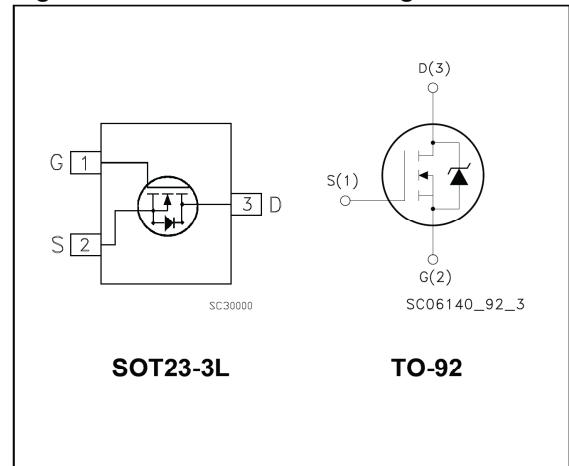 D(3)
G 1
S(1)
3 D
S 2
G(2)
SC30000
SC06140_92_3
SOT23-3L
TO-92